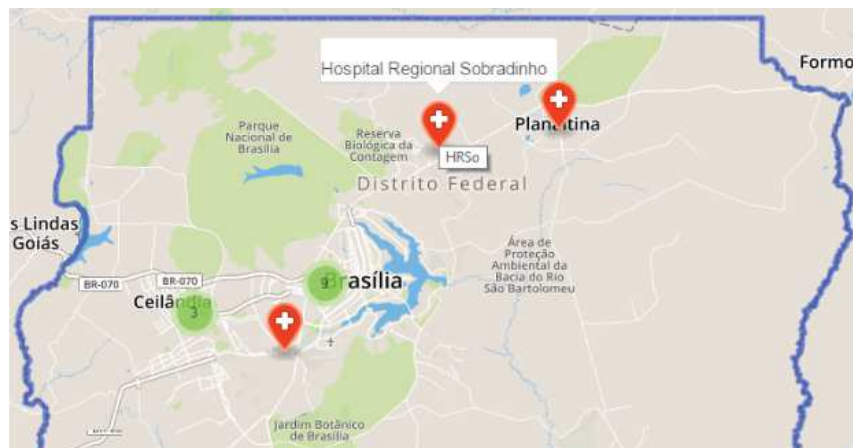 Hospital Regional Sobradinho
Formo
Planaltina
Parque
Nacional de
Brasília
Reserva
Biológica da
Contagem
HRSo
Distrito Federal
s Lindas
Goiás
Área de
Proteção
Ambiental da
Bacia do Rio
São Bartolomeu
BR-070
BR-070
9
Brasília
Ceilândia
3
Jardim Botânico
de Brasília